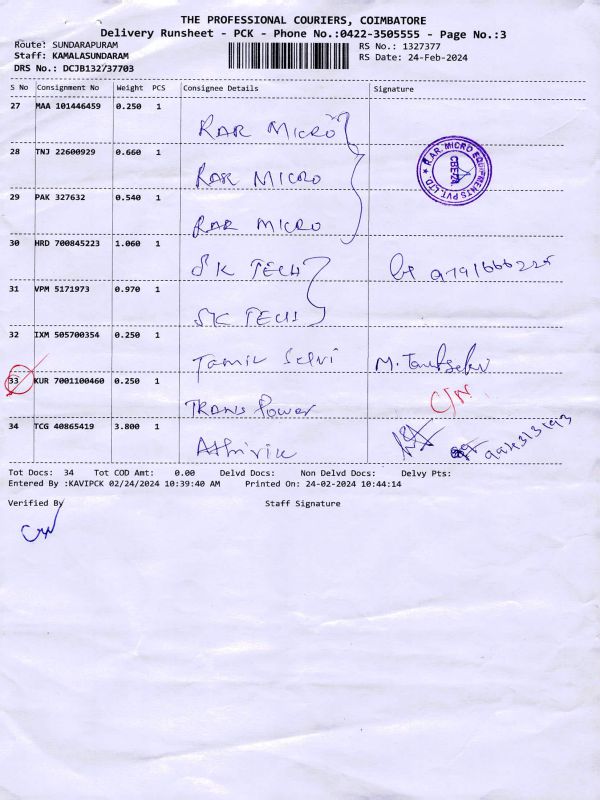 THE PROFESSIONAL COURIERS, COIMBATORE
Delivery Runsheet - PCK - Phone No.:0422-3505555 - Page No.:3
Route: SUNDARAPURAM RS No.: 1327377
Staff: KAMALASUNDARAM RS Date: 24-Feb-2024
DRS No.: DCJB132737703
S No Consignment No Weight PCS Consignee Details Signature
27 MAA 101446459 0.250 1
RAR MICRO
28 TNJ 22600929 0.660 1
RAR MICRO
R.A.R. MICRO EQUIPMENTS PVT. LTD.
29 PAK 327632 0.540 1
RAR MICRO
30 HRD 700845223 1.060 1
SK TECH
31 VPM 5171973 0.970 1
SK TECH
32 IXM 505700354 0.250 1
Tamil Selvi
33 KUR 7001100460 0.250 1
C/N
TRANS Power
34 TCG 40865419 3.800 1
Tot Docs: 34 Tot COD Amt: 0.00 Delvd Docs: Non Delvd Docs: Delvy Pts:
Entered By :KAVIPCK 02/24/2024 10:39:40 AM Printed On: 24-02-2024 10:44:14
Verified By Staff Signature